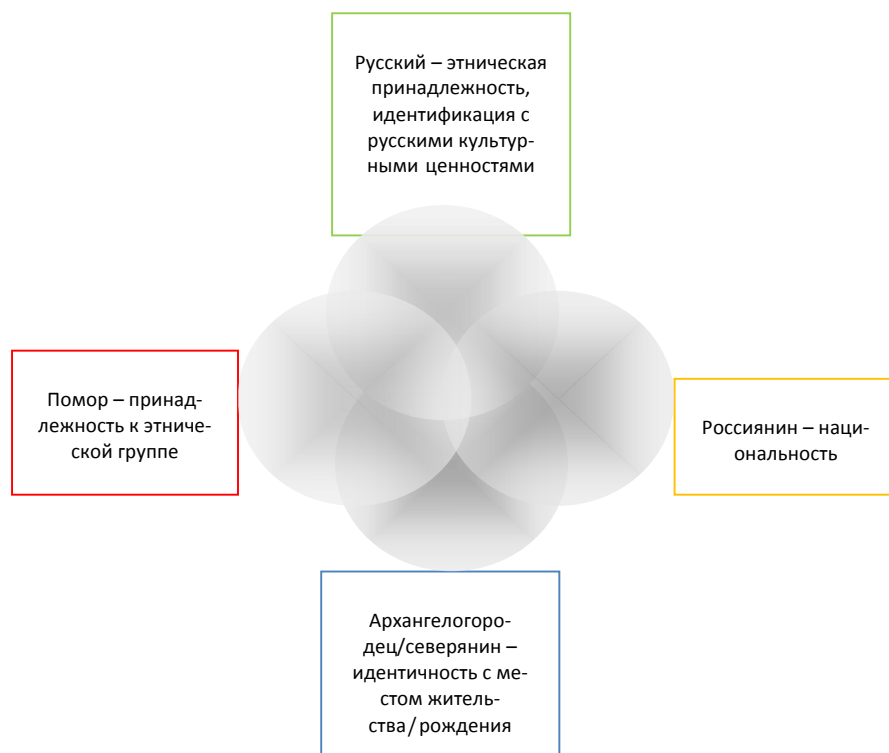 Русский – этническая
принадлежность,
идентификация с
русскими культур-
ными ценностями
Помор – принад-
лежность к этниче-
ской группе
Россиянин – наци-
ональность
Архангелогоро-
дец/северянин –
идентичность с ме-
стом житель-
ства/рождения